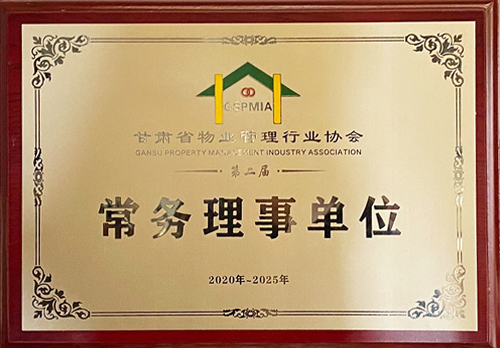 GSPMIA
甘肃省物业管理行业协会
GANSU PROPERTY MANAGEMENT INDUSTRY ASSOCIATION
第二届
常务理事单位
2020年~2025年